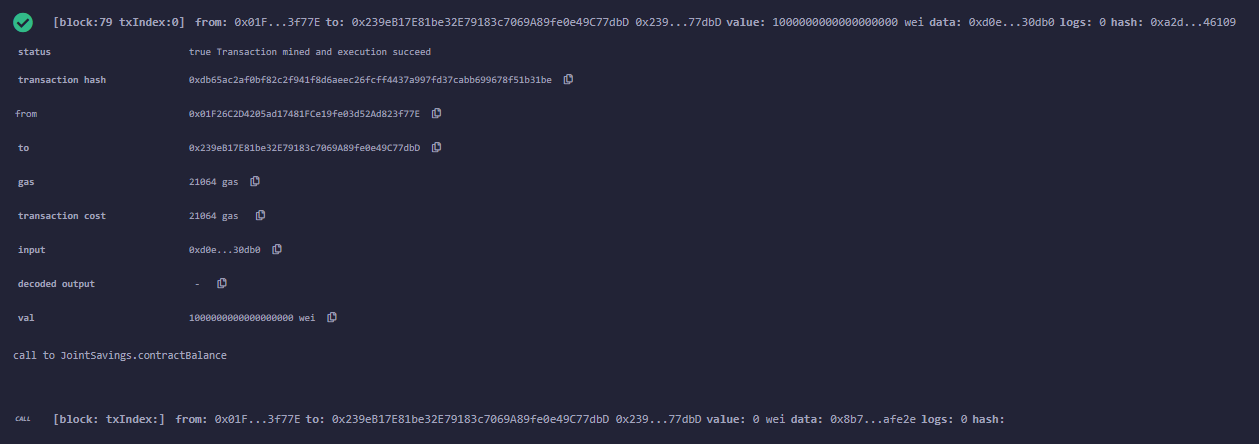 [block:79 txIndex:0] from: 0x01F...3f77E to: 0x239eB17E81be32E79183c7069A89fe0e49C77dbD 0x239...77dbD value: 1000000000000000000 wei data: 0xd0e...30db0 logs: 0 hash: 0xa2d...46109
status true Transaction mined and execution succeed
transaction hash 0xdb65ac2af0bf82c2f941f8d6aeec26fcff4437a997fd37cabb699678f51b31be
from 0x01F26C2D4205ad17481FCe19fe03d52Ad823f77E
to 0x239eB17E81be32E79183c7069A89fe0e49C77dbD
gas 21064 gas
transaction cost 21064 gas
input 0xd0e...30db0
decoded output -
val 1000000000000000000 wei
call to JointSavings.contractBalance
CALL [block: txIndex:] from: 0x01F...3f77E to: 0x239eB17E81be32E79183c7069A89fe0e49C77dbD 0x239...77dbD value: 0 wei data: 0x8b7...afe2e logs: 0 hash: